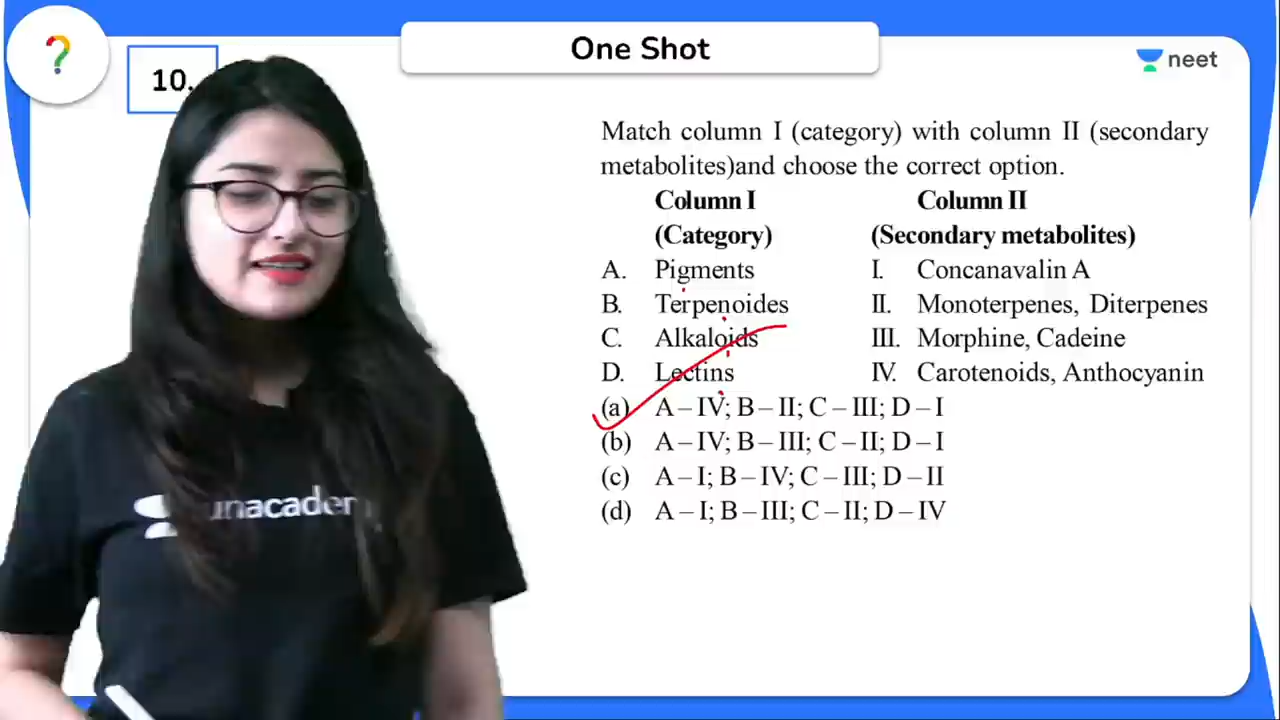 ?
One Shot
neet
10.
Match column I (category) with column II (secondary
metabolites)and choose the correct option.
Column I Column II
(Category) (Secondary metabolites)
A. Pigments I. Concanavalin A
B. Terpenoides II. Monoterpenes, Diterpenes
C. Alkaloids III. Morphine, Cadeine
D. Lectins IV. Carotenoids, Anthocyanin
(a) A – IV; B – II; C – III; D – I
(b) A – IV; B – III; C – II; D – I
(c) A – I; B – IV; C – III; D – II
(d) A – I; B – III; C – II; D – IV
unacadem